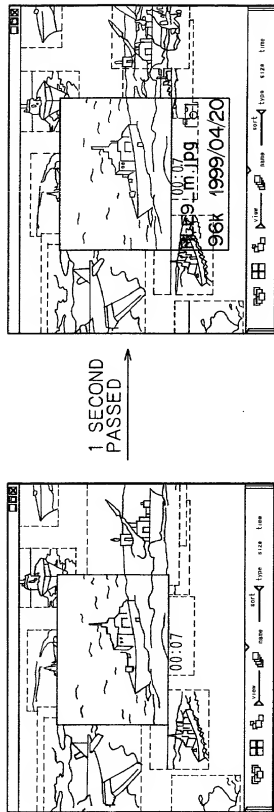 00:07
view name sort type size time
1 SECOND
PASSED
00:07
96k 1999/04/20
view name sort type size time